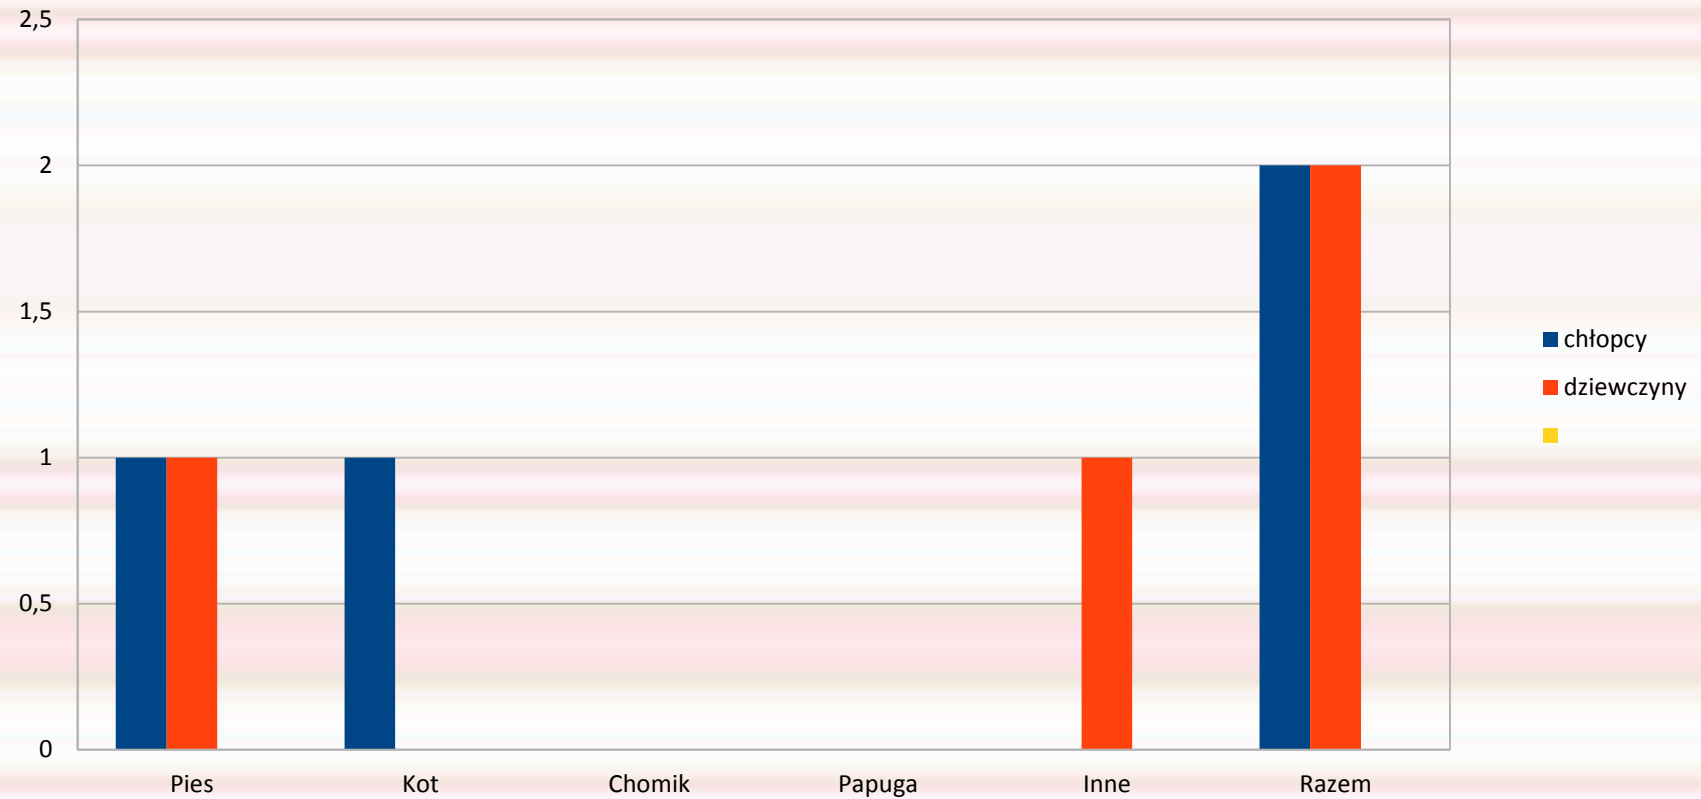 2,5
2
1,5
1
0,5
0
Pies Kot Chomik Papuga Inne Razem
chłopcy
dziewczyny